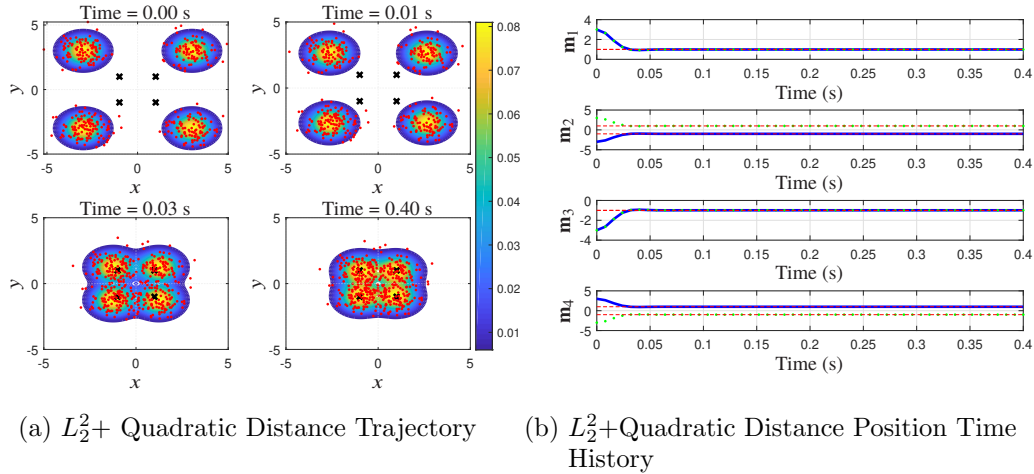 Time = 0.00 s
5
0
-5
y
-5 0 5
x
Time = 0.01 s
5
0
-5
y
-5 0 5
x
Time = 0.03 s
5
0
-5
y
-5 0 5
x
Time = 0.40 s
5
0
-5
y
-5 0 5
x
0.08
0.07
0.06
0.05
0.04
0.03
0.02
0.01
(a) L₂²+ Quadratic Distance Trajectory
m₁
4
2
0
0 0.05 0.1 0.15 0.2 0.25 0.3 0.35 0.4
Time (s)
m₂
5
0
-5
0 0.05 0.1 0.15 0.2 0.25 0.3 0.35 0.4
Time (s)
m₃
0
-2
-4
0 0.05 0.1 0.15 0.2 0.25 0.3 0.35 0.4
Time (s)
m₄
5
0
-5
0 0.05 0.1 0.15 0.2 0.25 0.3 0.35 0.4
Time (s)
(b) L₂²+Quadratic Distance Position Time
History